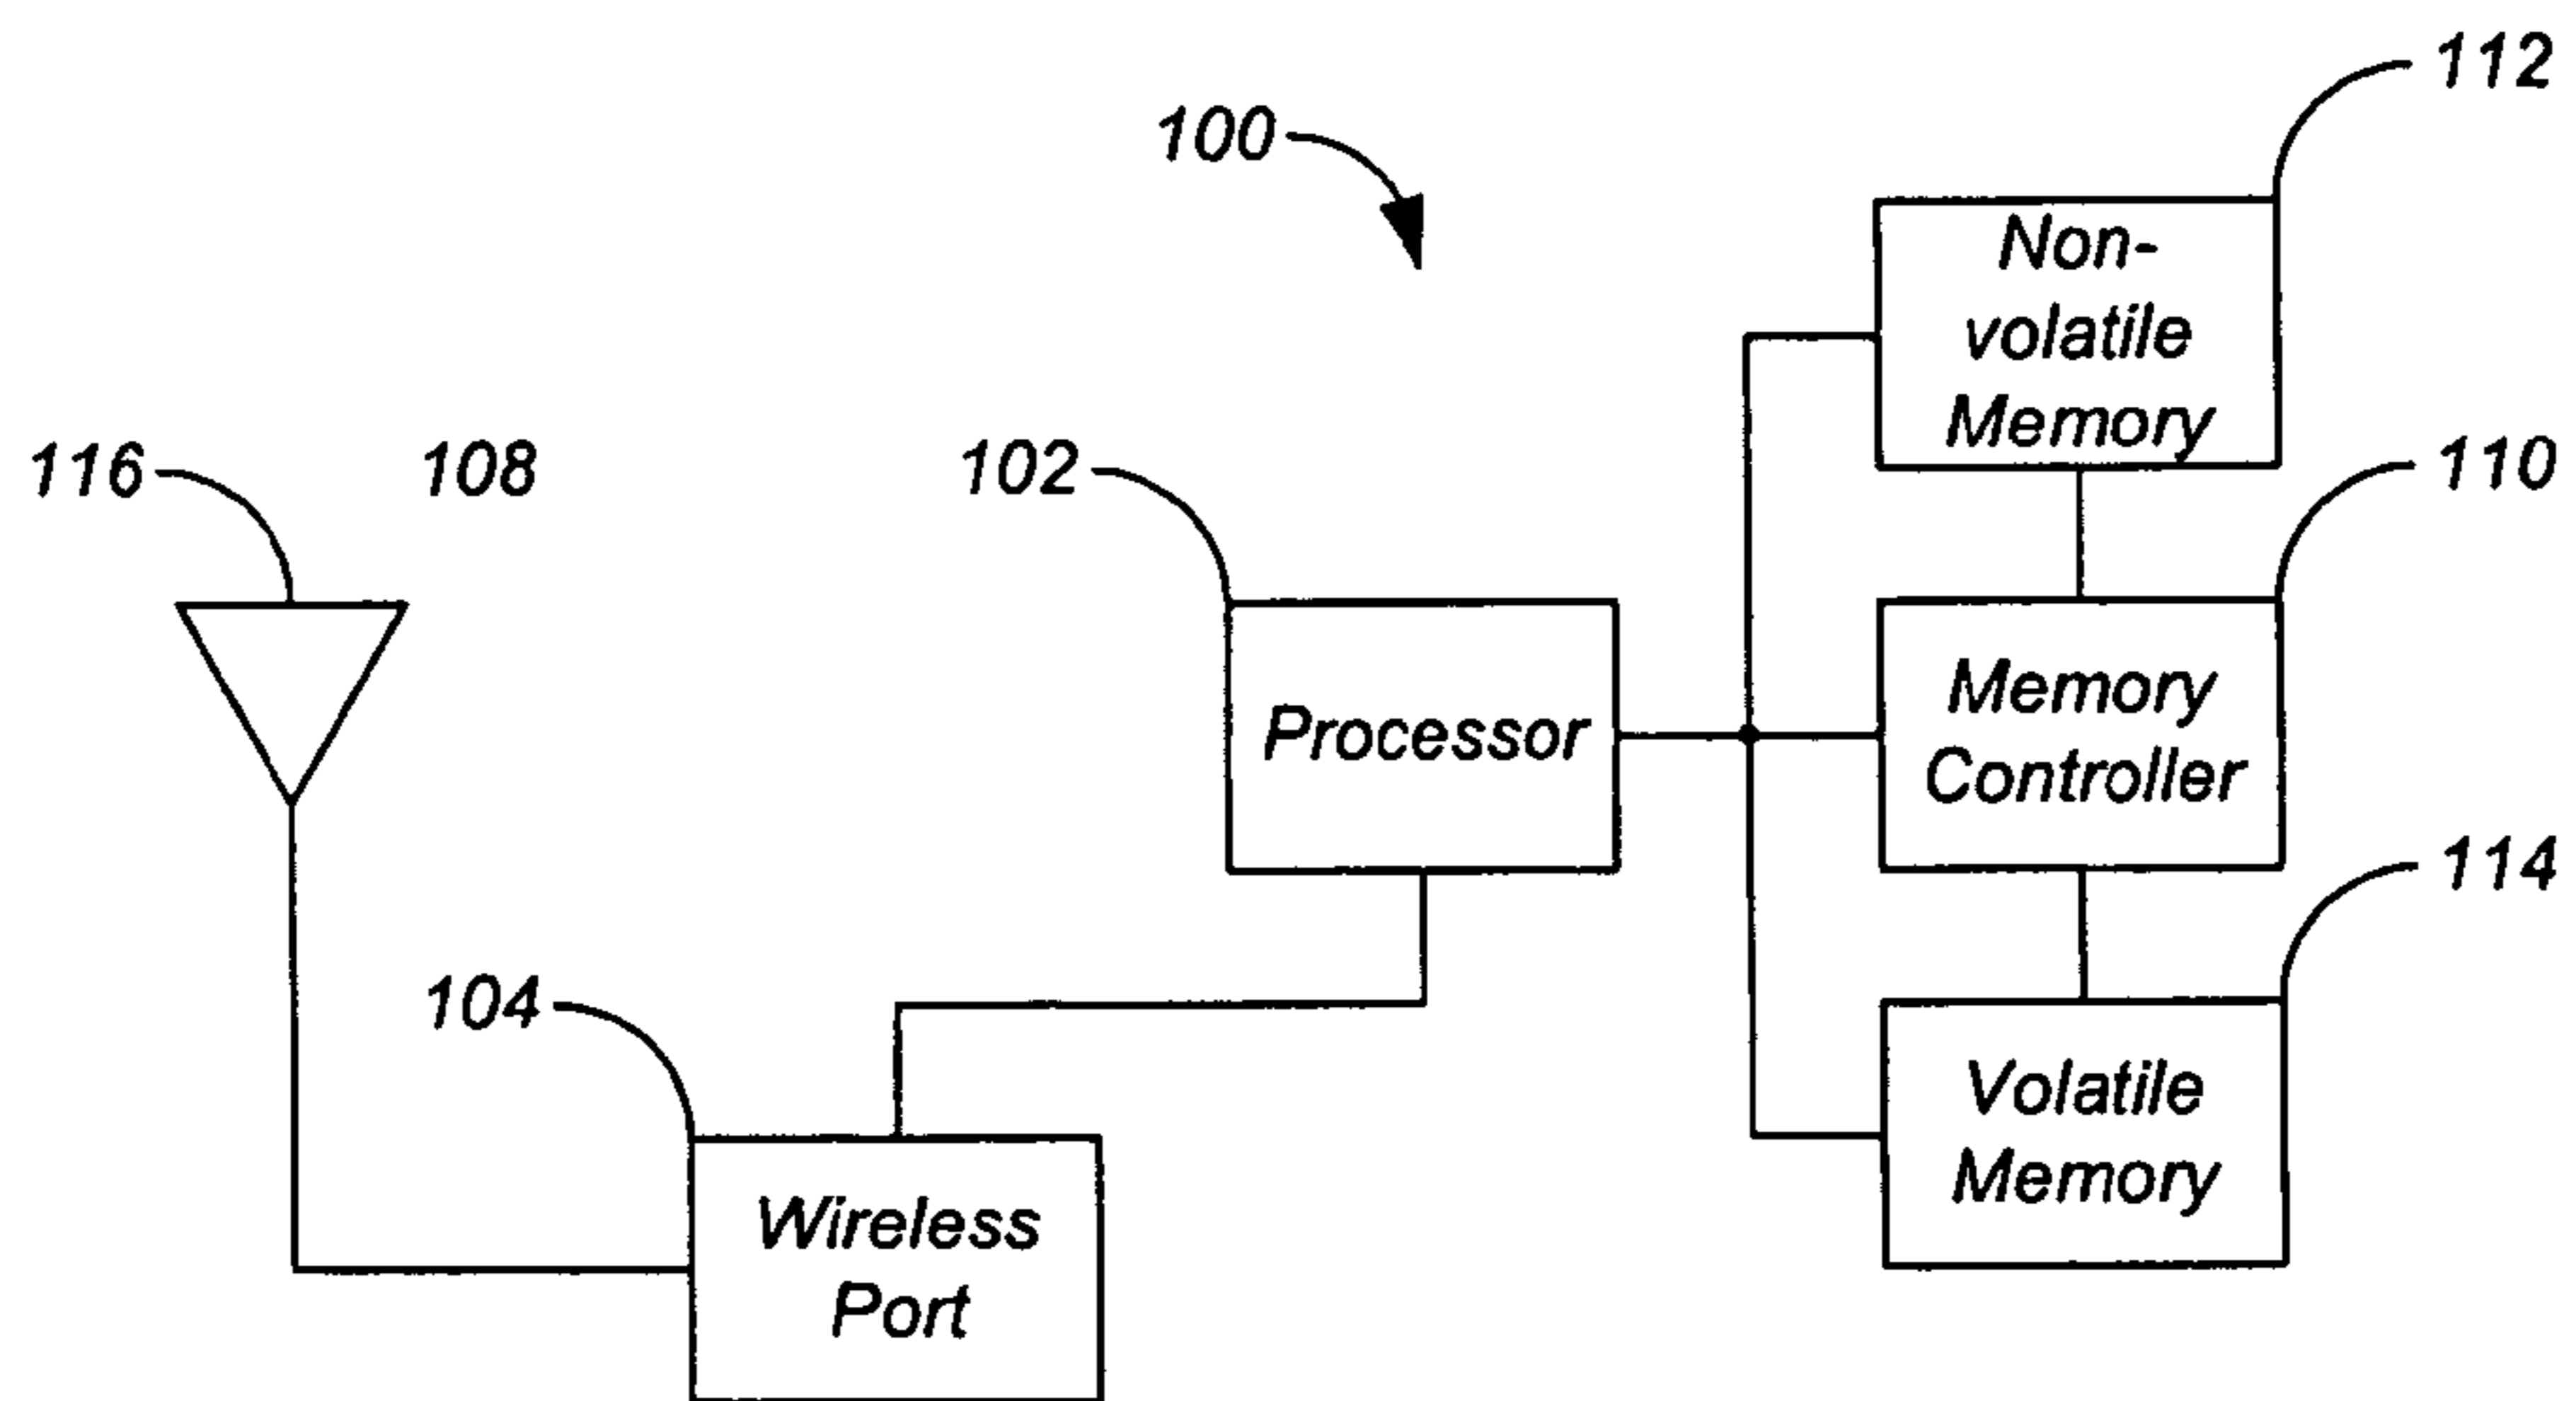 112
100
Non-
volatile
Memory
116
108
102
110
Processor
Memory
Controller
114
104
Volatile
Memory
Wireless
Port